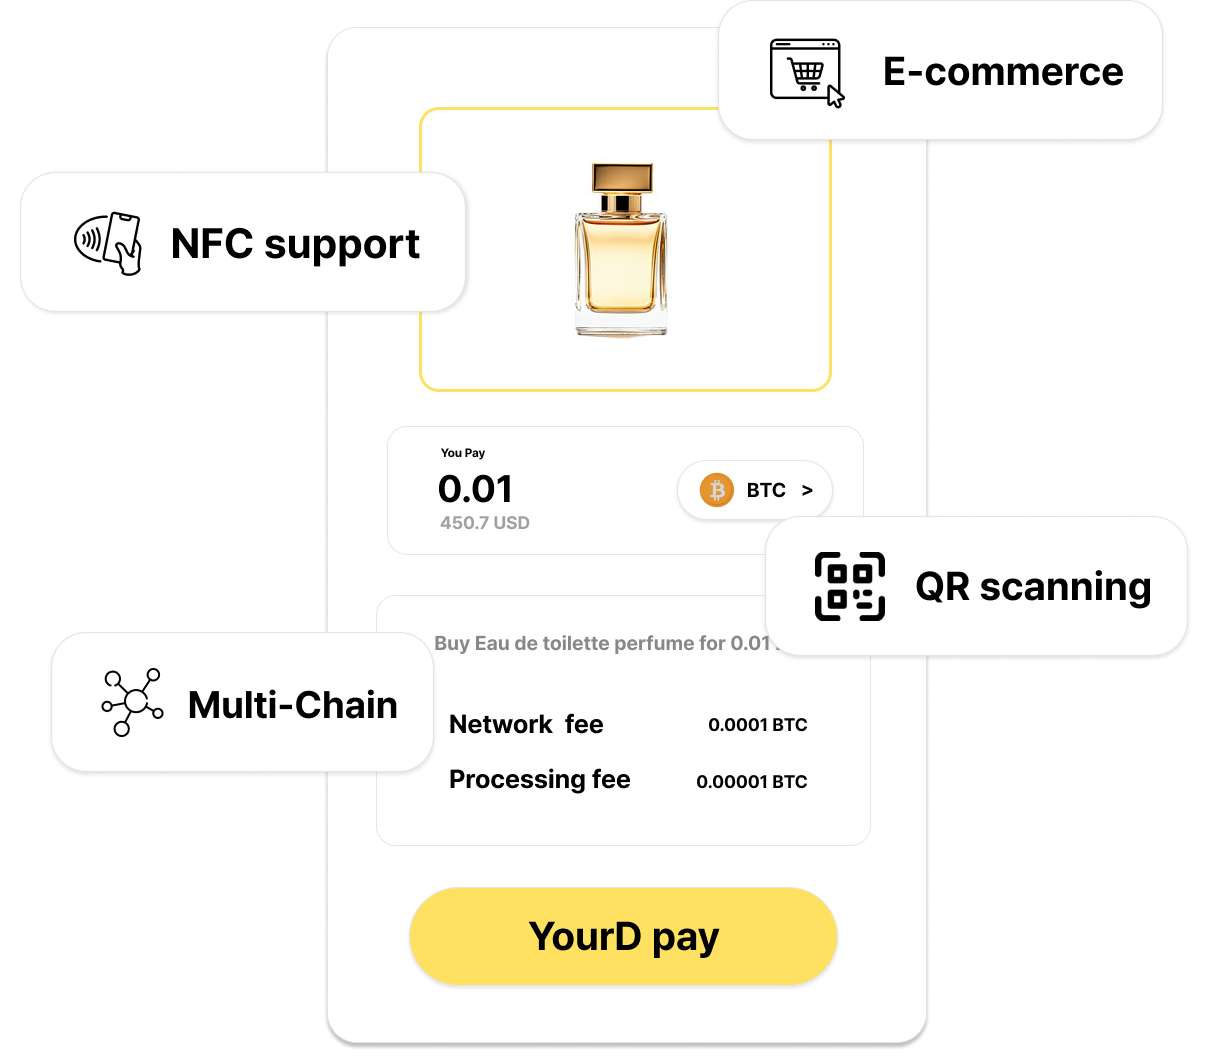 E-commerce
NFC support
You Pay
0.01
450.7 USD
BTC >
QR scanning
Buy Eau de toilette perfume for 0.01
Multi-Chain
Network fee
0.0001 BTC
Processing fee
0.00001 BTC
YourD pay